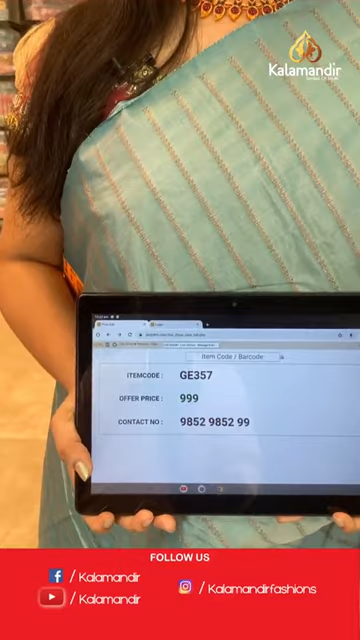 Kalamandir
Item Code / Barcode
ITEMCODE : GE357
OFFER PRICE : 999
CONTACT NO : 9852 9852 99
FOLLOW US
/ Kalamandir
/ Kalamandirfashions
/ Kalamandir